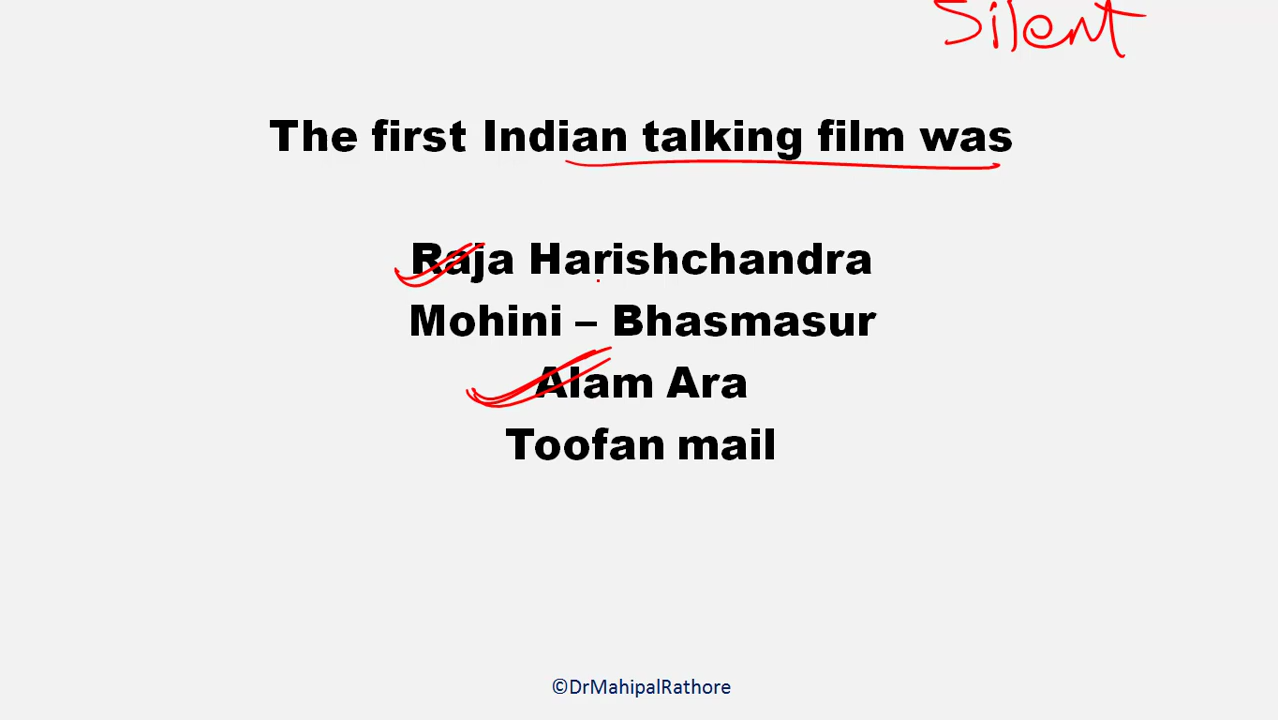 Silent
The first Indian talking film was
Raja Harishchandra
Mohini – Bhasmasur
Alam Ara
Toofan mail
©DrMahipalRathore